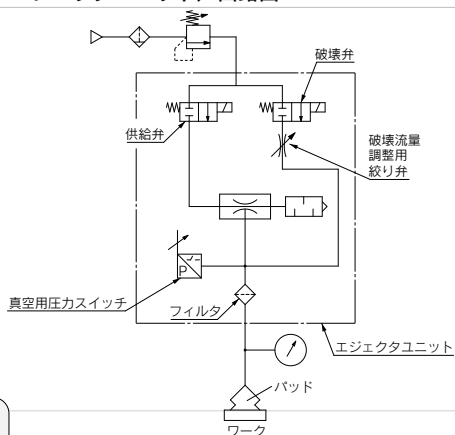 破壊弁
供給弁
破壊流量
調整用
絞り弁
P
真空用圧力スイッチ
フィルタ
エジェクタユニット
パッド
ワーク